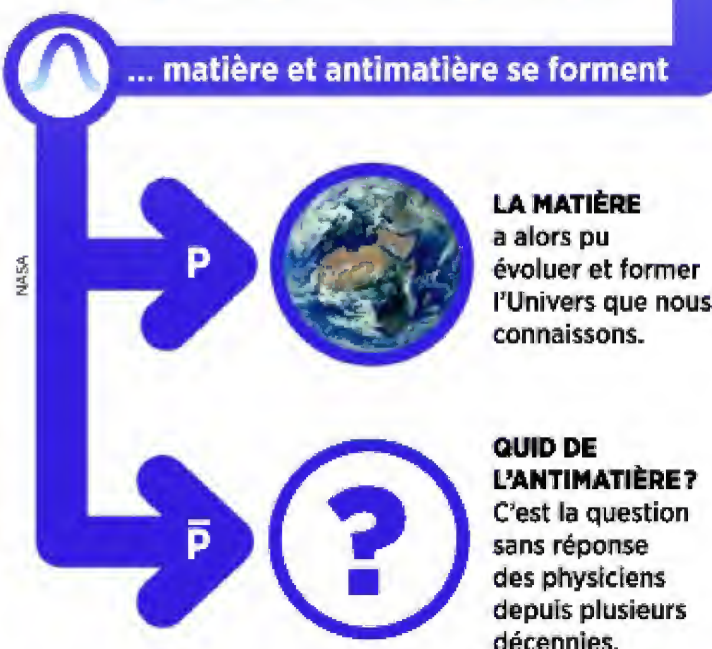 ... matière et antimatière se forment
NASA
P
LA MATIÈRE
a alors pu
évoluer et former
l'Univers que nous
connaissons.
P̅
?
QUID DE
L'ANTIMATIÈRE?
C'est la question
sans réponse
des physiciens
depuis plusieurs
décennies.